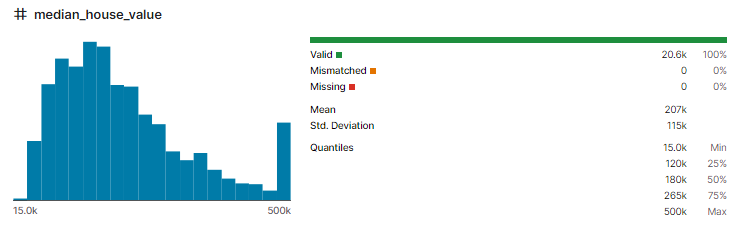 # median_house_value
15.0k 500k
Valid 20.6k 100%
Mismatched 0 0%
Missing 0 0%
Mean 207k
Std. Deviation 115k
Quantiles 15.0k Min
120k 25%
180k 50%
265k 75%
500k Max